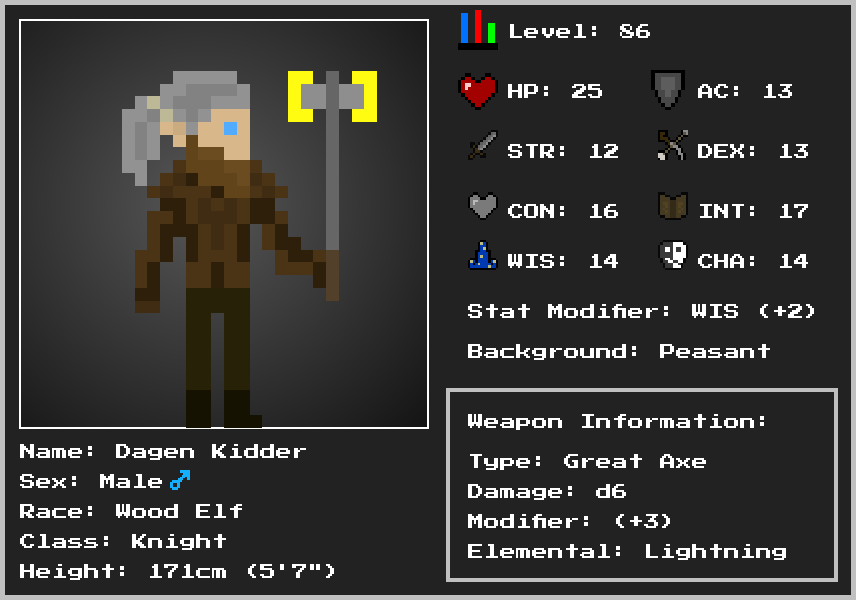 Level: 86
HP: 25
AC: 13
STR: 12
DEX: 13
CON: 16
INT: 17
WIS: 14
CHA: 14
Stat Modifier: WIS (+2)
Background: Peasant
Weapon Information:
Type: Great Axe
Damage: d6
Modifier: (+3)
Elemental: Lightning
Name: Dagen Kidder
Sex: Male♂
Race: Wood Elf
Class: Knight
Height: 171cm (5'7")